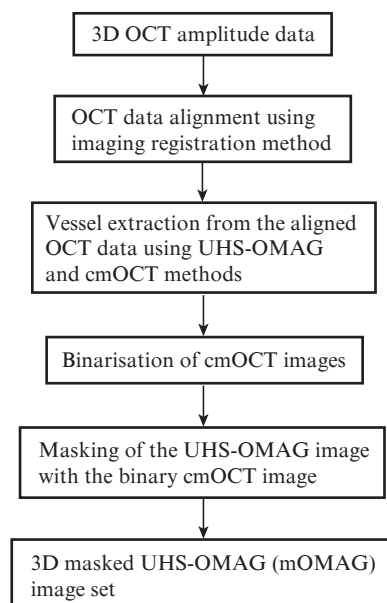 3D OCT amplitude data
OCT data alignment using
imaging registration method
Vessel extraction from the aligned
OCT data using UHS-OMAG
and cmOCT methods
Binarisation of cmOCT images
Masking of the UHS-OMAG image
with the binary cmOCT image
3D masked UHS-OMAG (mOMAG)
image set